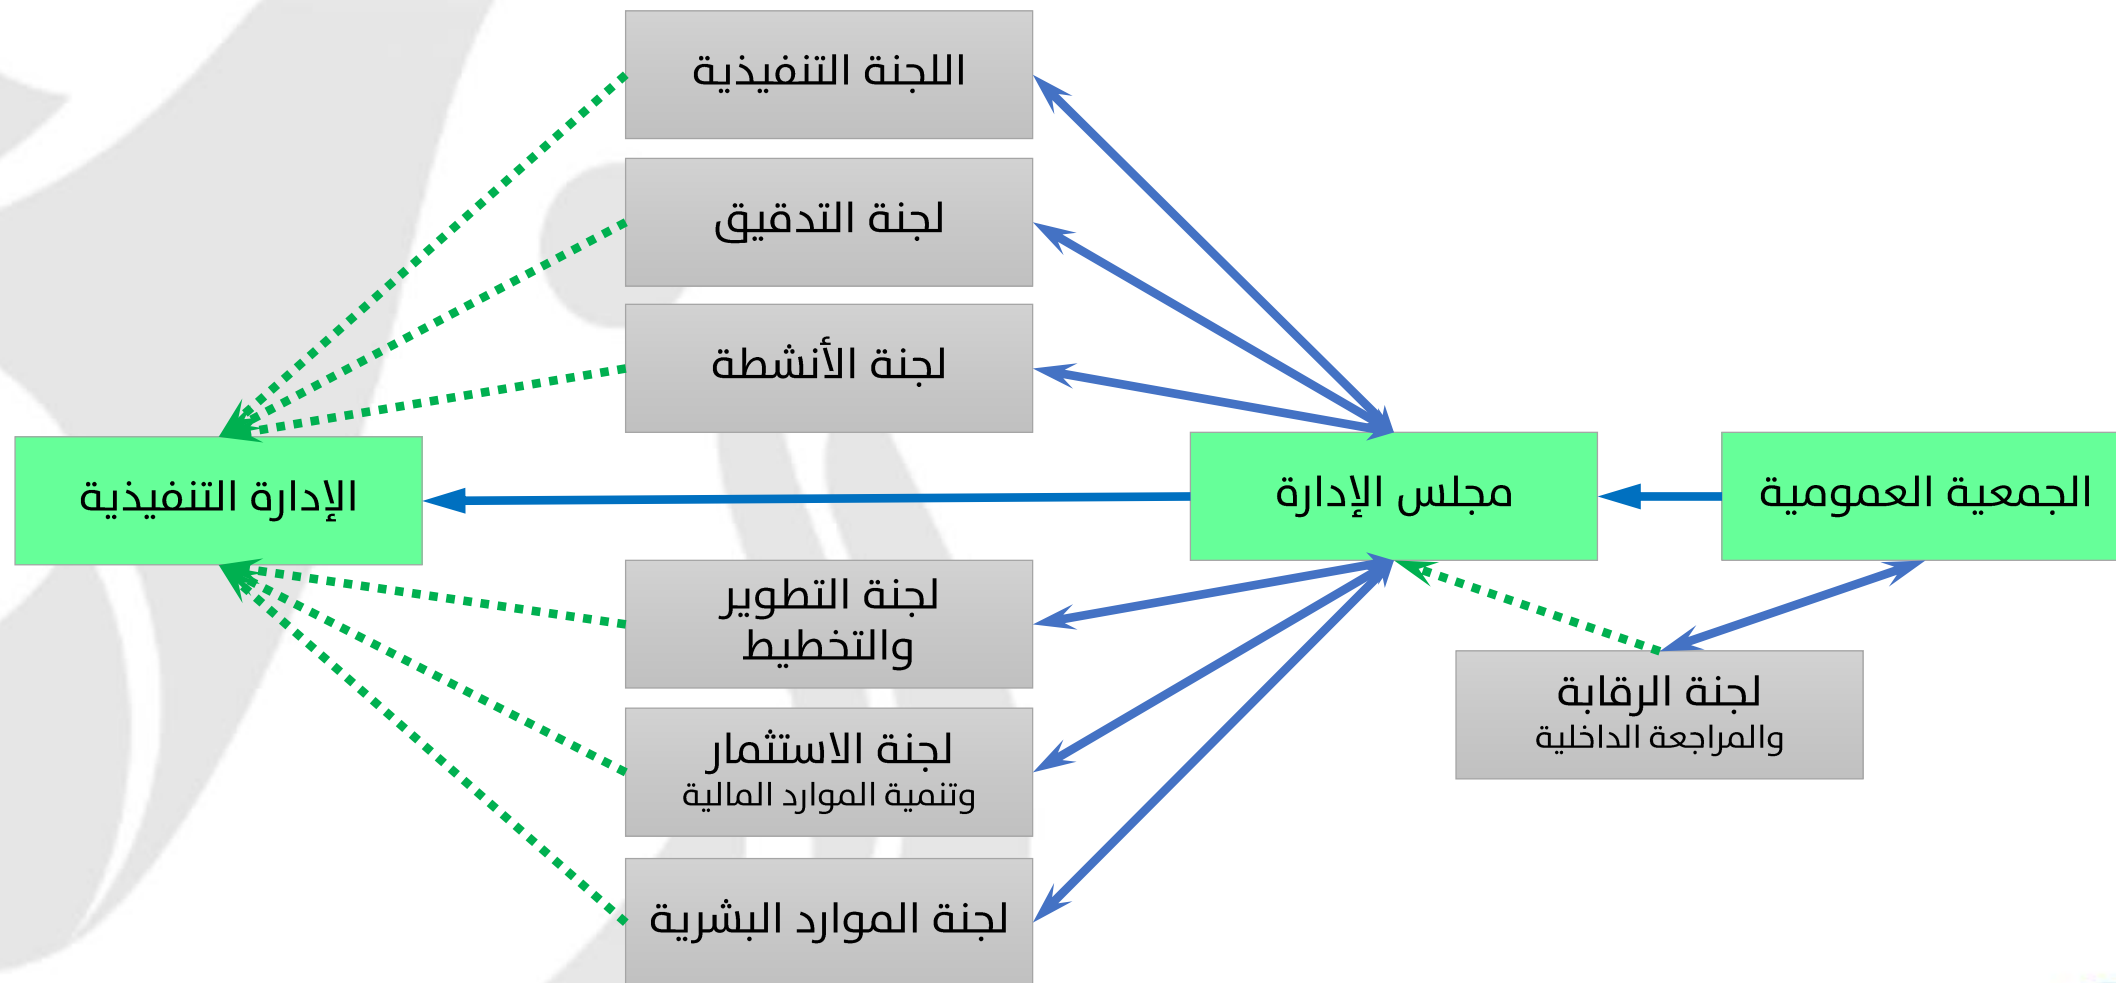 الجمعية العمومية
مجلس الإدارة
لجنة الرقابة
والمراجعة الداخلية
اللجنة التنفيذية
لجنة التدقيق
لجنة الأنشطة
لجنة التطوير
والتخطيط
لجنة الاستثمار
وتنمية الموارد المالية
لجنة الموارد البشرية
الإدارة التنفيذية